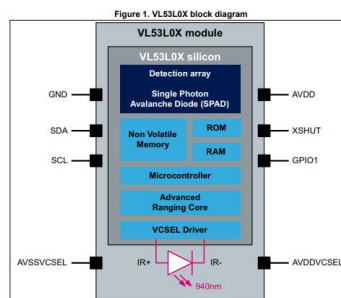 Figure 1. VL53L0X block diagram
VL53L0X module
VL53L0X silicon
Detection array
Single Photon
Avalanche Diode (SPAD)
GND
AVDD
SDA
Non Volatile
Memory
ROM
XSHUT
SCL
RAM
GPIO1
Microcontroller
Advanced
Ranging Core
VCSEL Driver
AVSSVCSEL
IR+
IR-
AVDDVCSEL
940nm